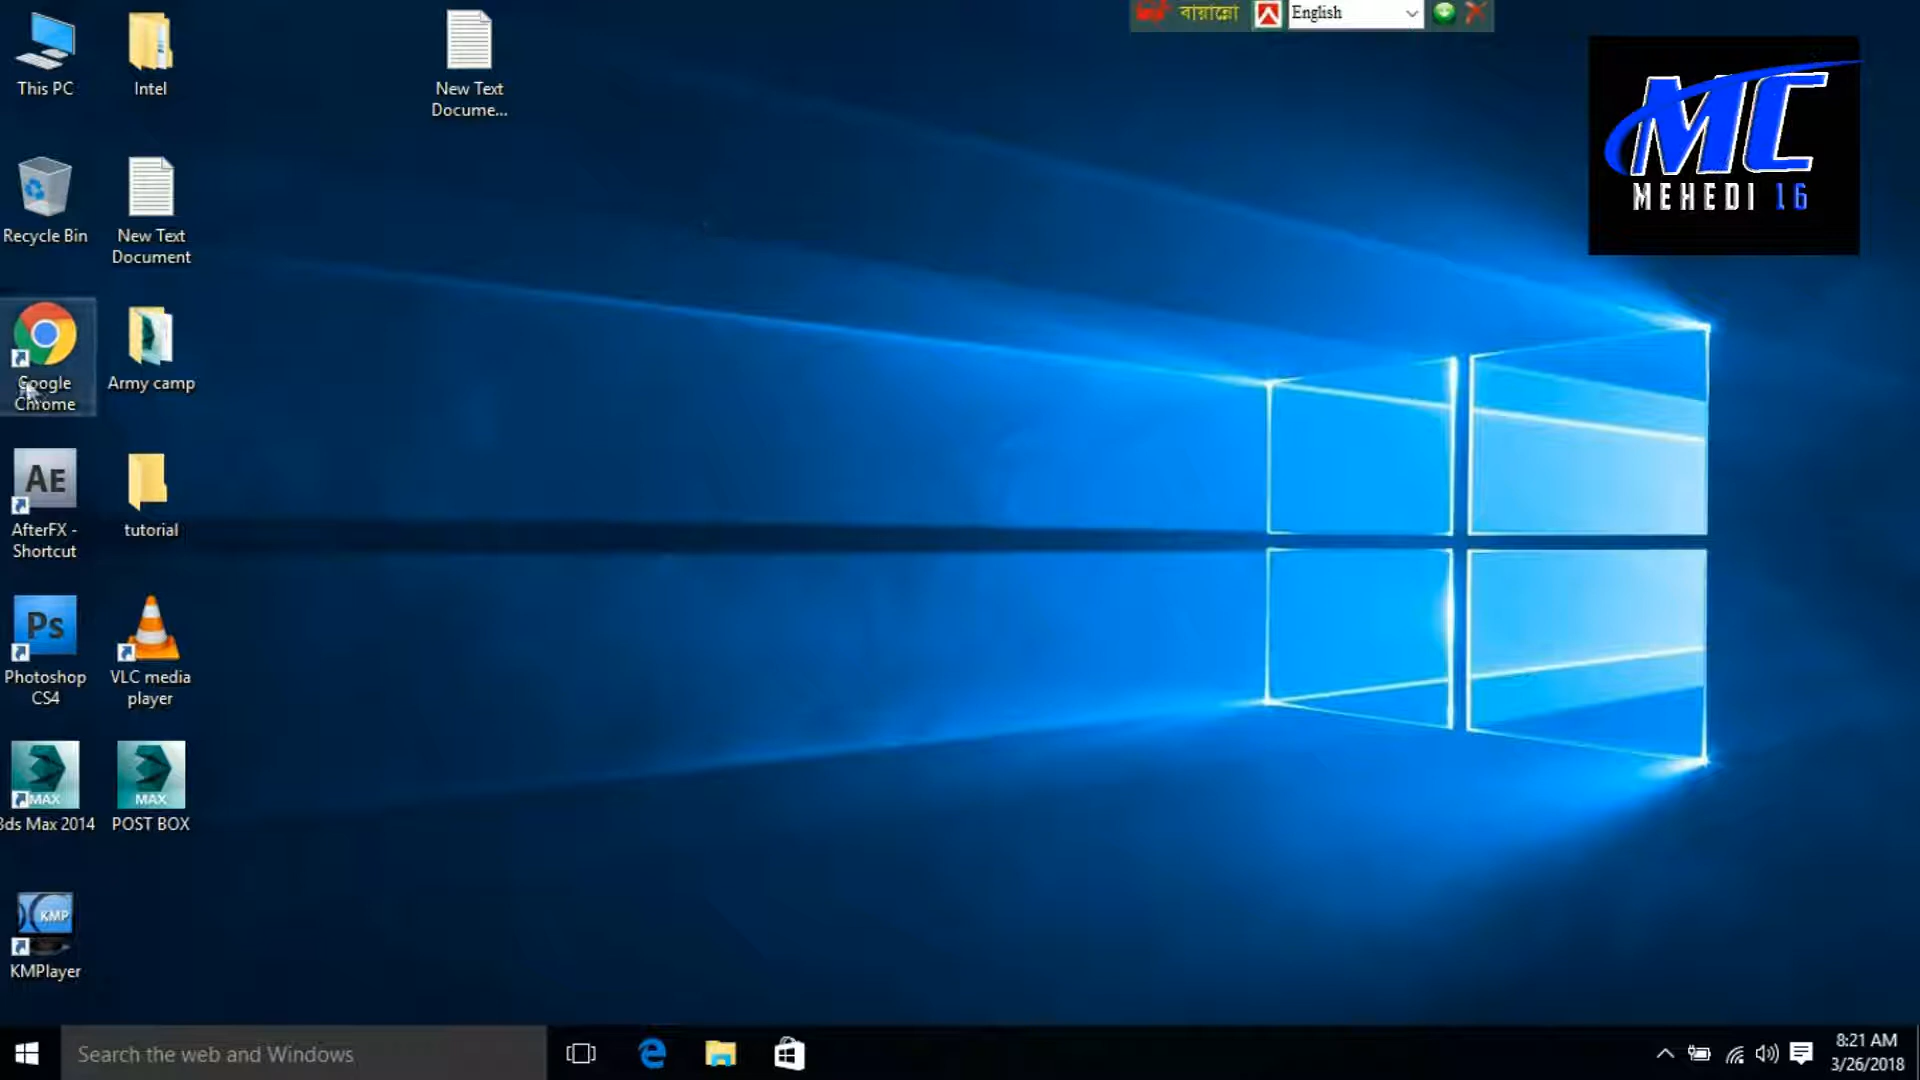 বায়ান্নো
English
This PC
Intel
New Text
Docume...
MC
MEHEDI 16
Recycle Bin
New Text
Document
Google
Chrome
Army camp
AE
AfterFX -
Shortcut
tutorial
Ps
Photoshop
CS4
VLC media
player
MAX
3ds Max 2014
MAX
POST BOX
KMP
KMPlayer
Search the web and Windows
8:21 AM
3/26/2018